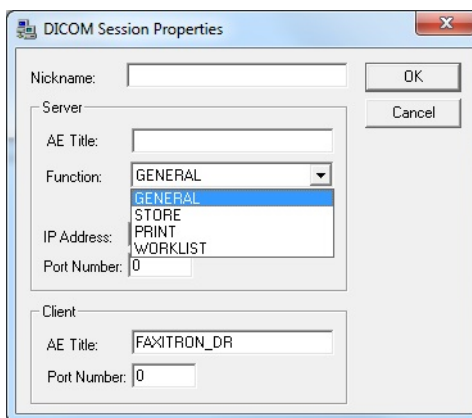 DICOM Session Properties
Nickname:
OK
Server
Cancel
AE Title:
Function: GENERAL
GENERAL
STORE
PRINT
IP Address:
WORKLIST
Port Number: 0
Client
AE Title: FAXITRON_DR
Port Number: 0